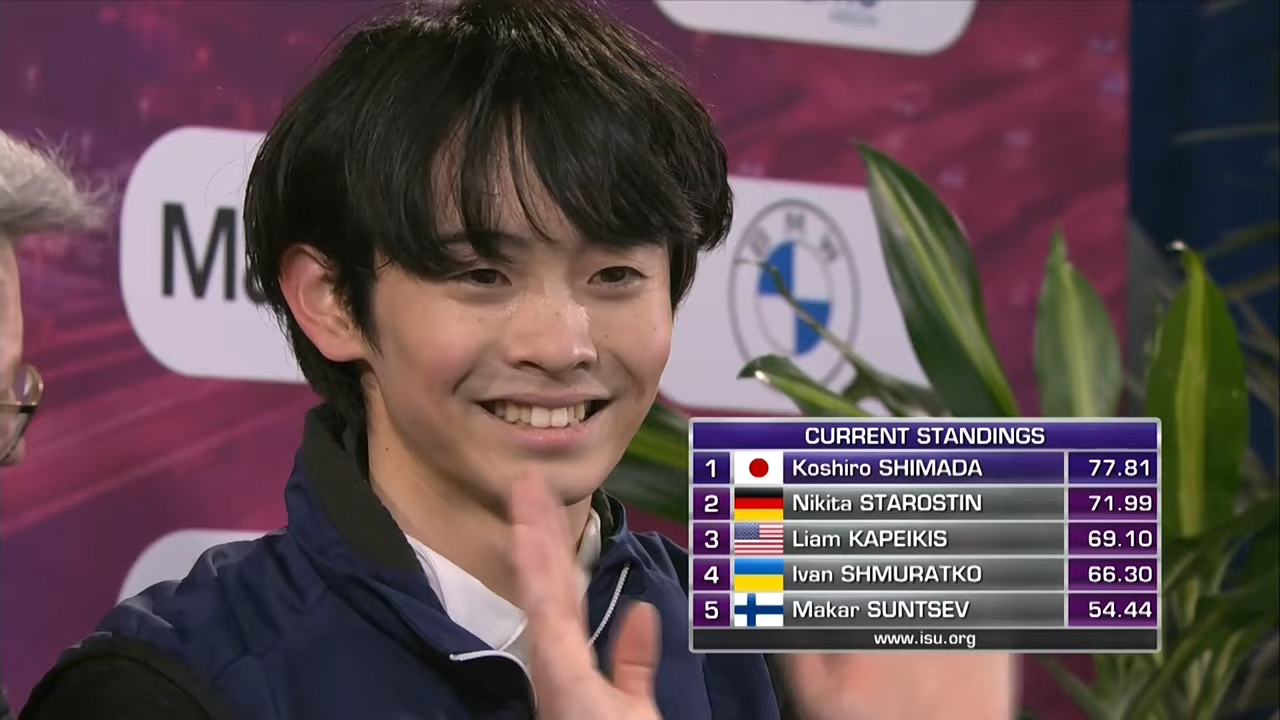 BMW
CURRENT STANDINGS
1 Koshiro SHIMADA 77.81
2 Nikita STAROSTIN 71.99
3 Liam KAPEIKIS 69.10
4 Ivan SHMURATKO 66.30
5 Makar SUNTSEV 54.44
www.isu.org